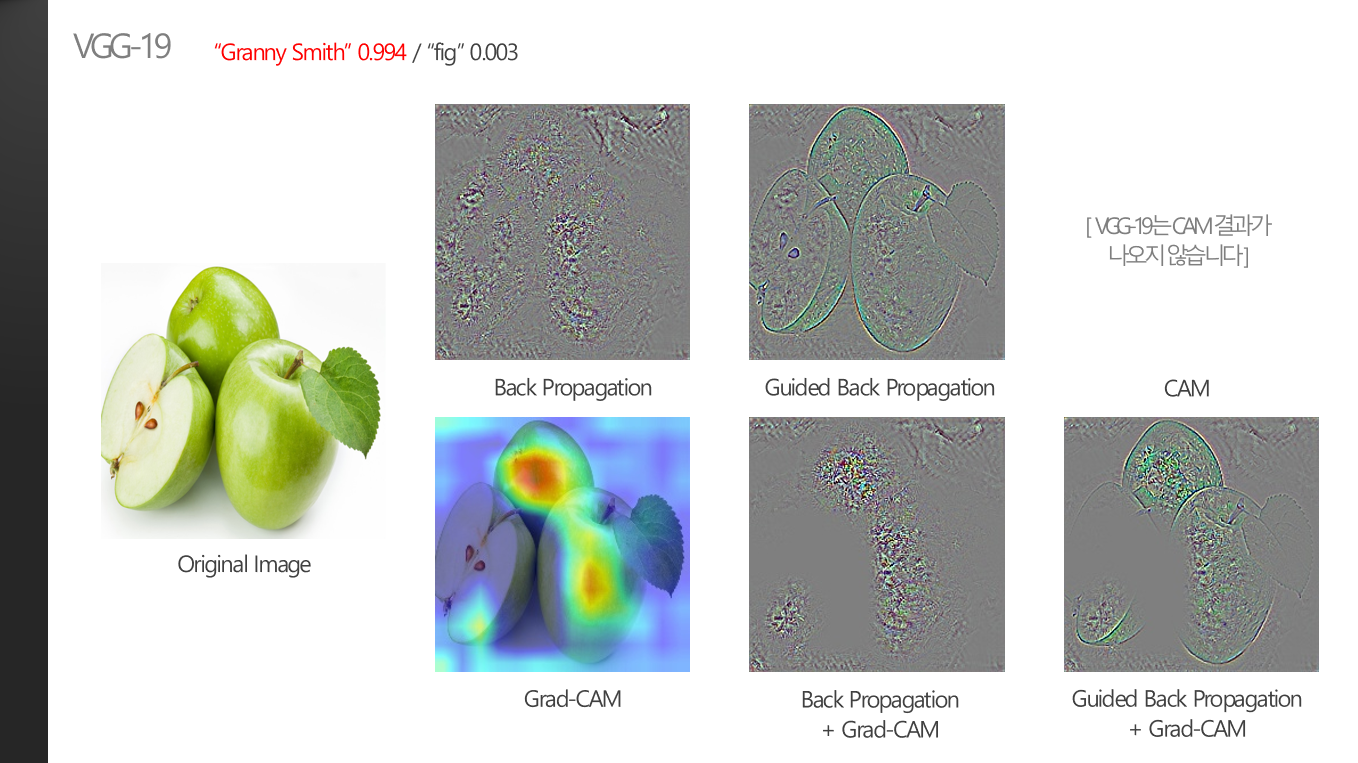 VGG-19
“Granny Smith” 0.994 / “fig” 0.003
[ VGG-19는 CAM 결과가
나오지 않습니다 ]
Back Propagation
Guided Back Propagation
CAM
Original Image
Grad-CAM
Back Propagation
+ Grad-CAM
Guided Back Propagation
+ Grad-CAM